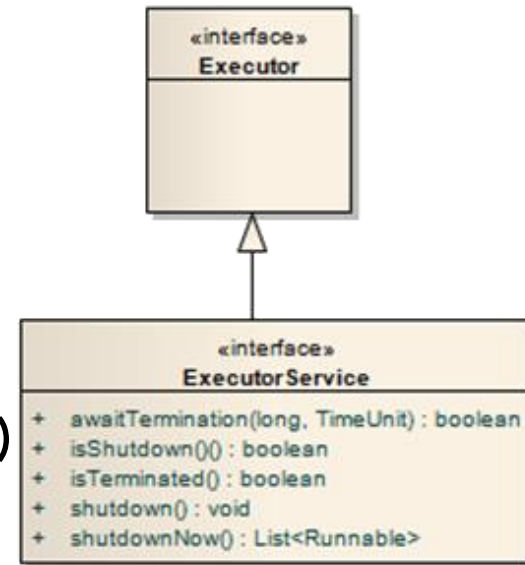 «interface»
Executor
«interface»
ExecutorService
+ awaitTermination(long, TimeUnit) : boolean
)
+ isShutdown()() : boolean
+ isTerminated() : boolean
+ shutdown() : void
+ shutdownNow() : List<Runnable>